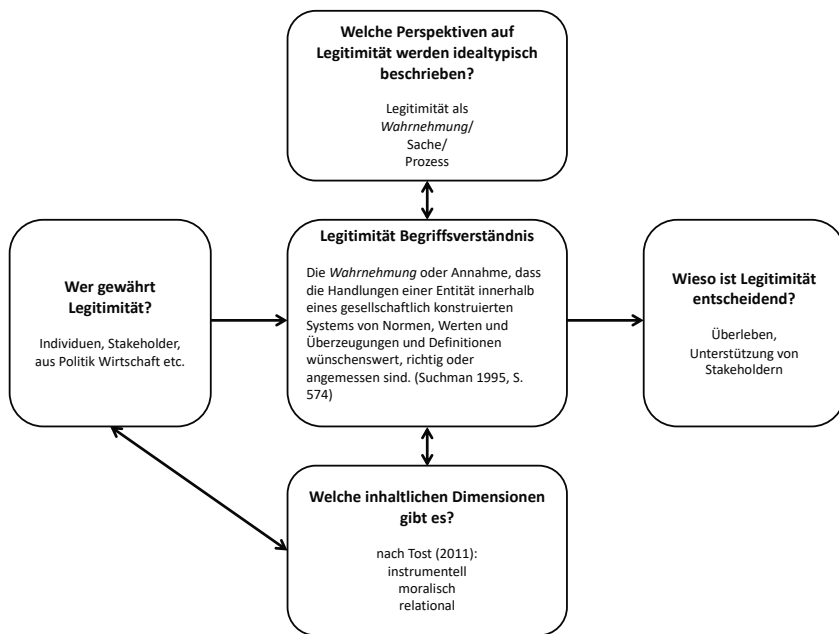 Welche Perspektiven auf
Legitimität werden idealtypisch
beschrieben?
Legitimität als
Wahrnehmung/
Sache/
Prozess
Wer gewährt
Legitimität?
Individuen, Stakeholder,
aus Politik Wirtschaft etc.
Legitimität Begriffsverständnis
Die Wahrnehmung oder Annahme, dass
die Handlungen einer Entität innerhalb
eines gesellschaftlich konstruierten
Systems von Normen, Werten und
Überzeugungen und Definitionen
wünschenswert, richtig oder
angemessen sind. (Suchman 1995, S.
574)
Wieso ist Legitimität
entscheidend?
Überleben,
Unterstützung von
Stakeholdern
Welche inhaltlichen Dimensionen
gibt es?
nach Tost (2011):
instrumentell
moralisch
relational